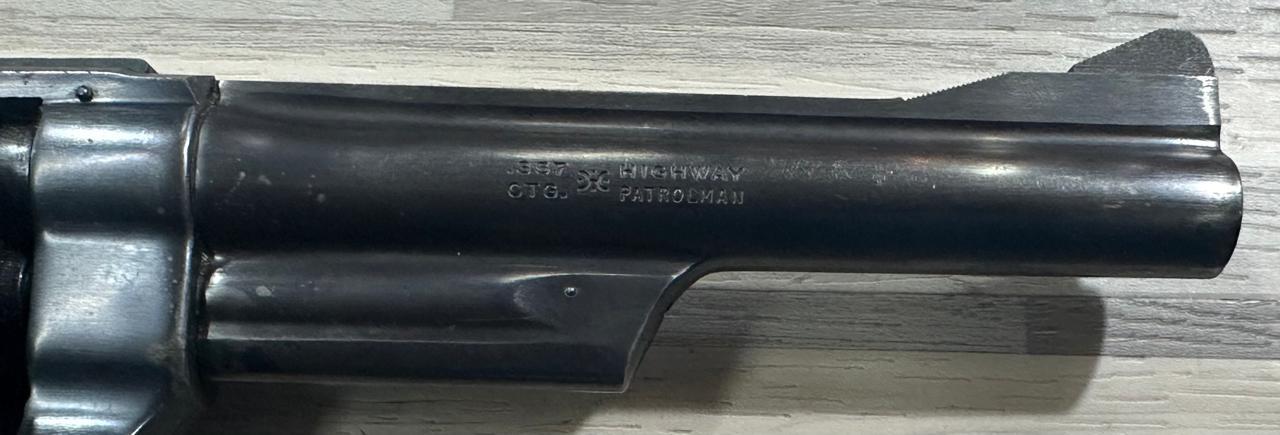 .357 HIGHWAY
CTG. PATROLMAN